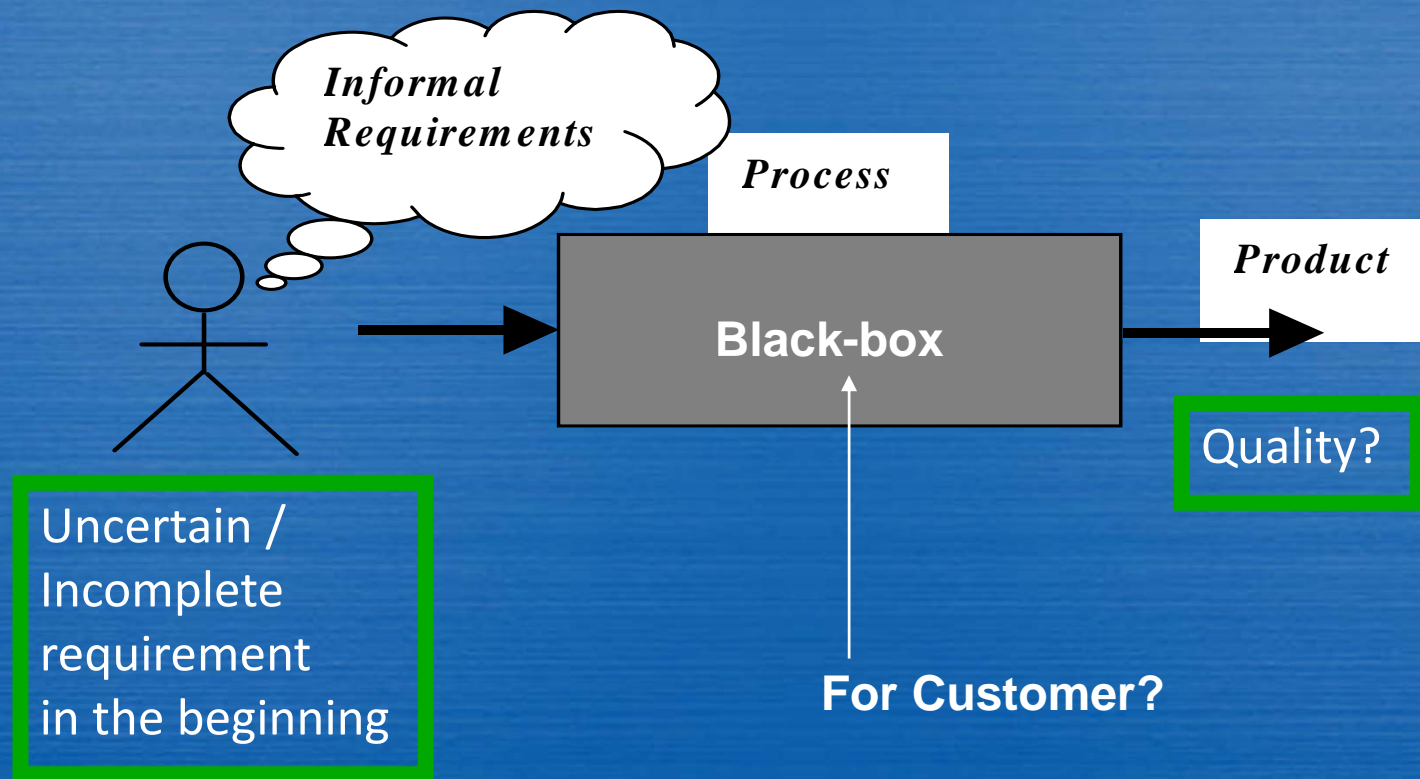 Informal
Requirements
Process
Product
Black-box
Quality?
Uncertain /
Incomplete
requirement
in the beginning
For Customer?